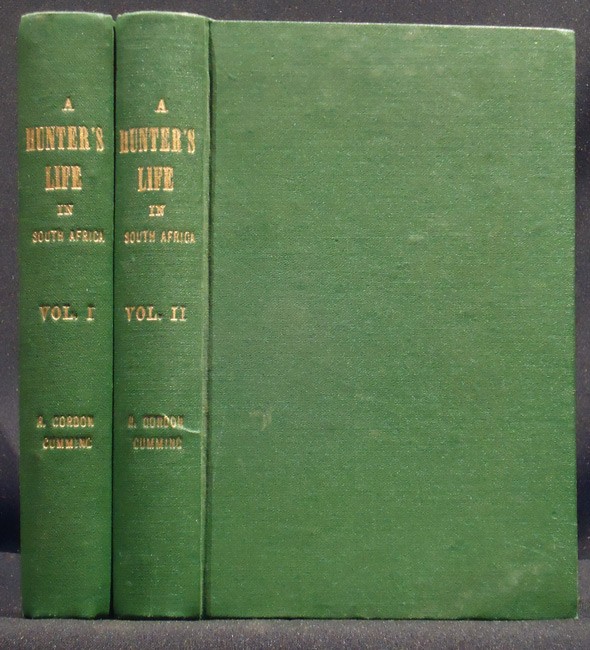 A
HUNTER'S
LIFE
IN
SOUTH AFRICA
VOL. I
R. GORDON
CUMMING
A
HUNTER'S
LIFE
IN
SOUTH AFRICA
VOL. II
R. GORDON
CUMMING